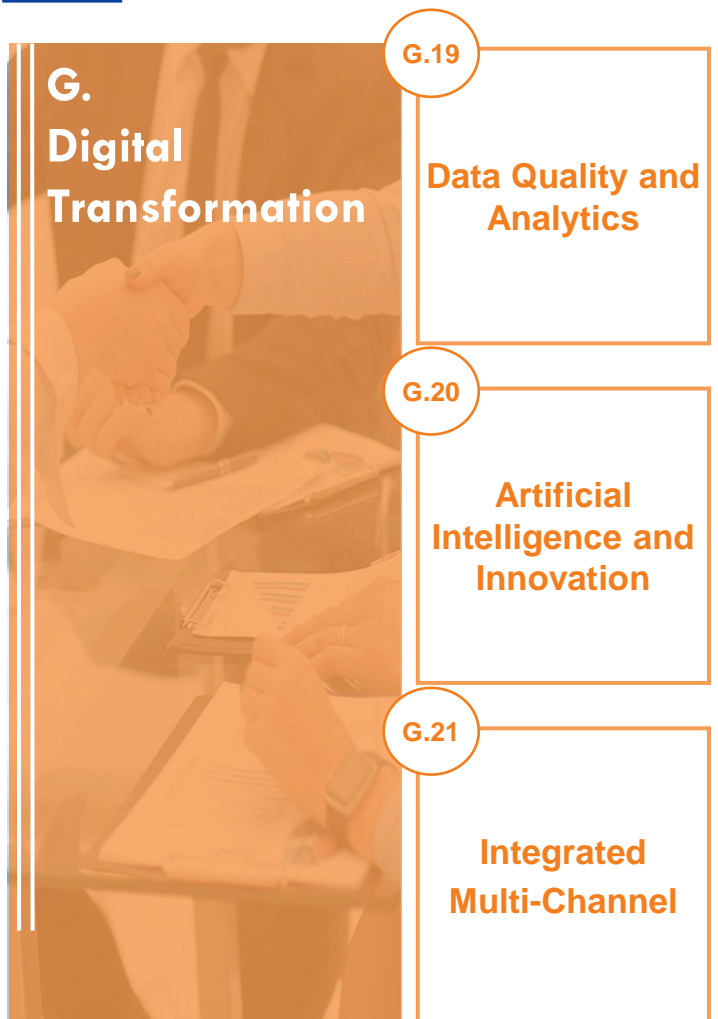 G.
Digital
Transformation
G.19
Data Quality and
Analytics
G.20
Artificial
Intelligence and
Innovation
G.21
Integrated
Multi-Channel